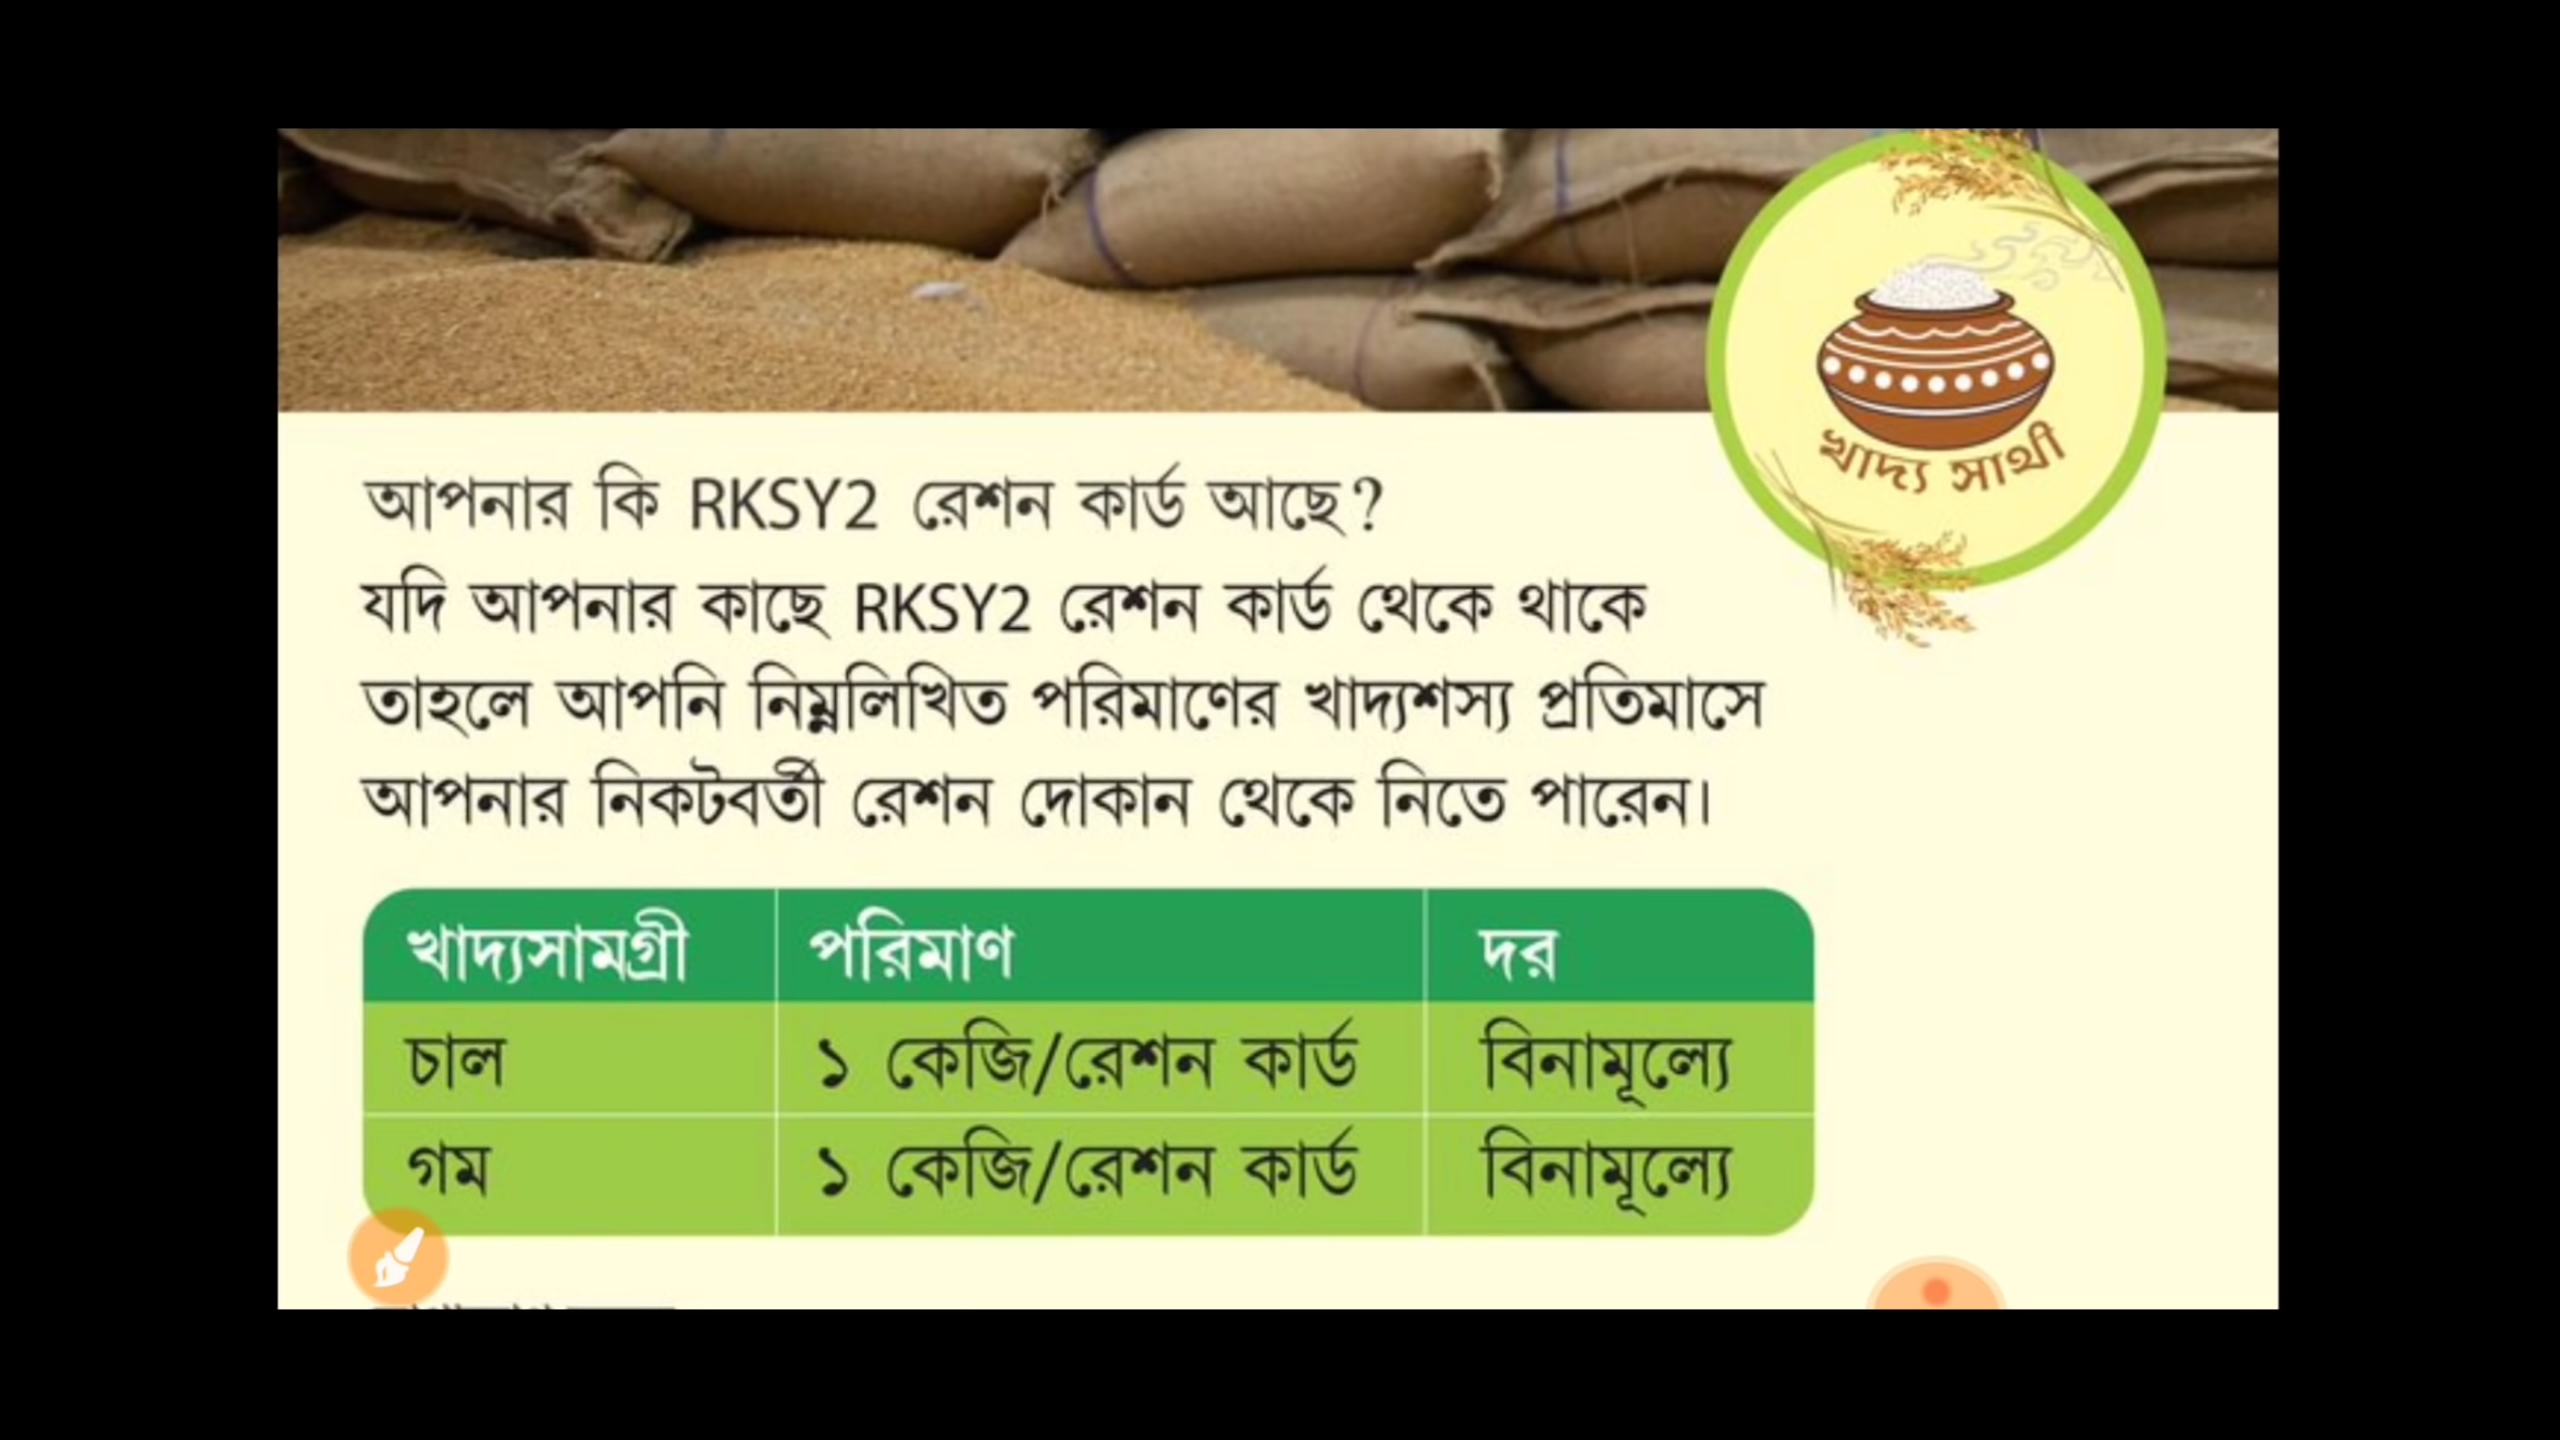 খাদ্য সাথী
আপনার কি RKSY2 রেশন কার্ড আছে?
যদি আপনার কাছে RKSY2 রেশন কার্ড থেকে থাকে
তাহলে আপনি নিম্নলিখিত পরিমাণের খাদ্যশস্য প্রতিমাসে
আপনার নিকটবর্তী রেশন দোকান থেকে নিতে পারেন।
খাদ্যসামগ্রী পরিমাণ দর
চাল ১ কেজি/রেশন কার্ড বিনামূল্যে
গম ১ কেজি/রেশন কার্ড বিনামূল্যে